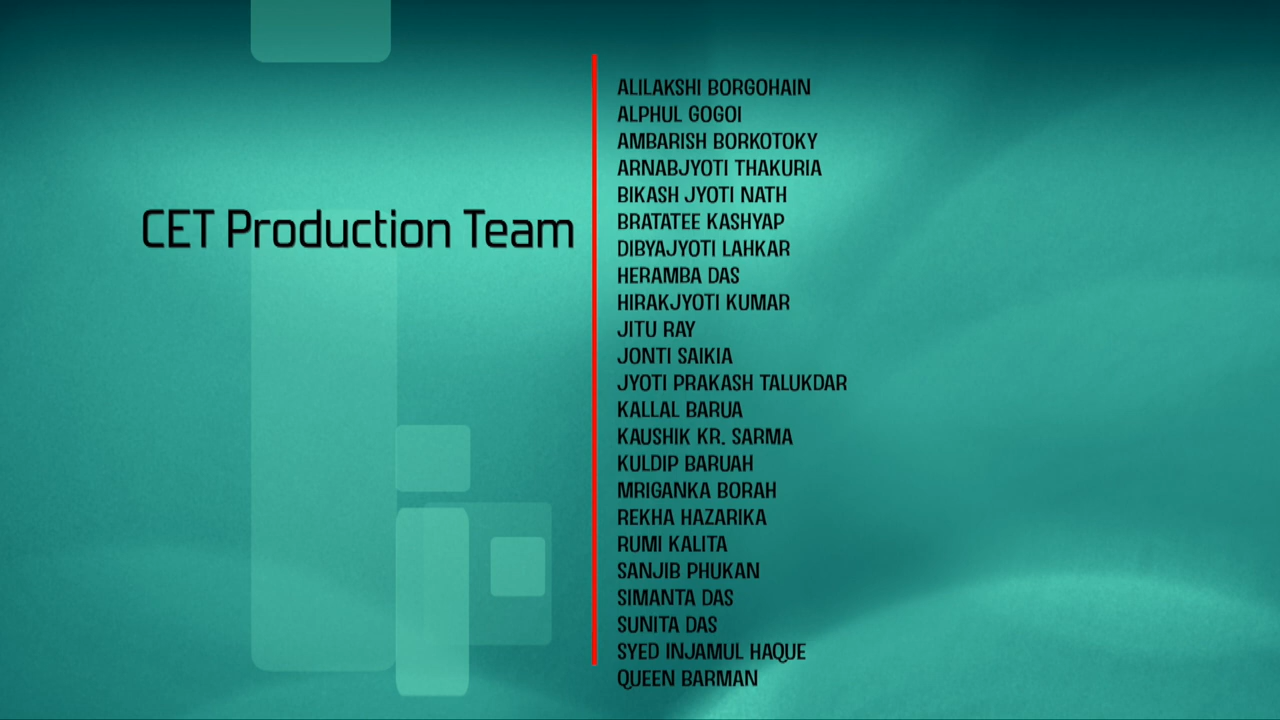 CET Production Team
ALILAKSHI BORGOHAIN
ALPHUL GOGOI
AMBARISH BORKOTOKY
ARNABJYOTI THAKURIA
BIKASH JYOTI NATH
BRATATEE KASHYAP
DIBYAJYOTI LAHKAR
HERAMBA DAS
HIRAKJYOTI KUMAR
JITU RAY
JONTI SAIKIA
JYOTI PRAKASH TALUKDAR
KALLAL BARUA
KAUSHIK KR. SARMA
KULDIP BARUAH
MRIGANKA BORAH
REKHA HAZARIKA
RUMI KALITA
SANJIB PHUKAN
SIMANTA DAS
SUNITA DAS
SYED INJAMUL HAQUE
QUEEN BARMAN